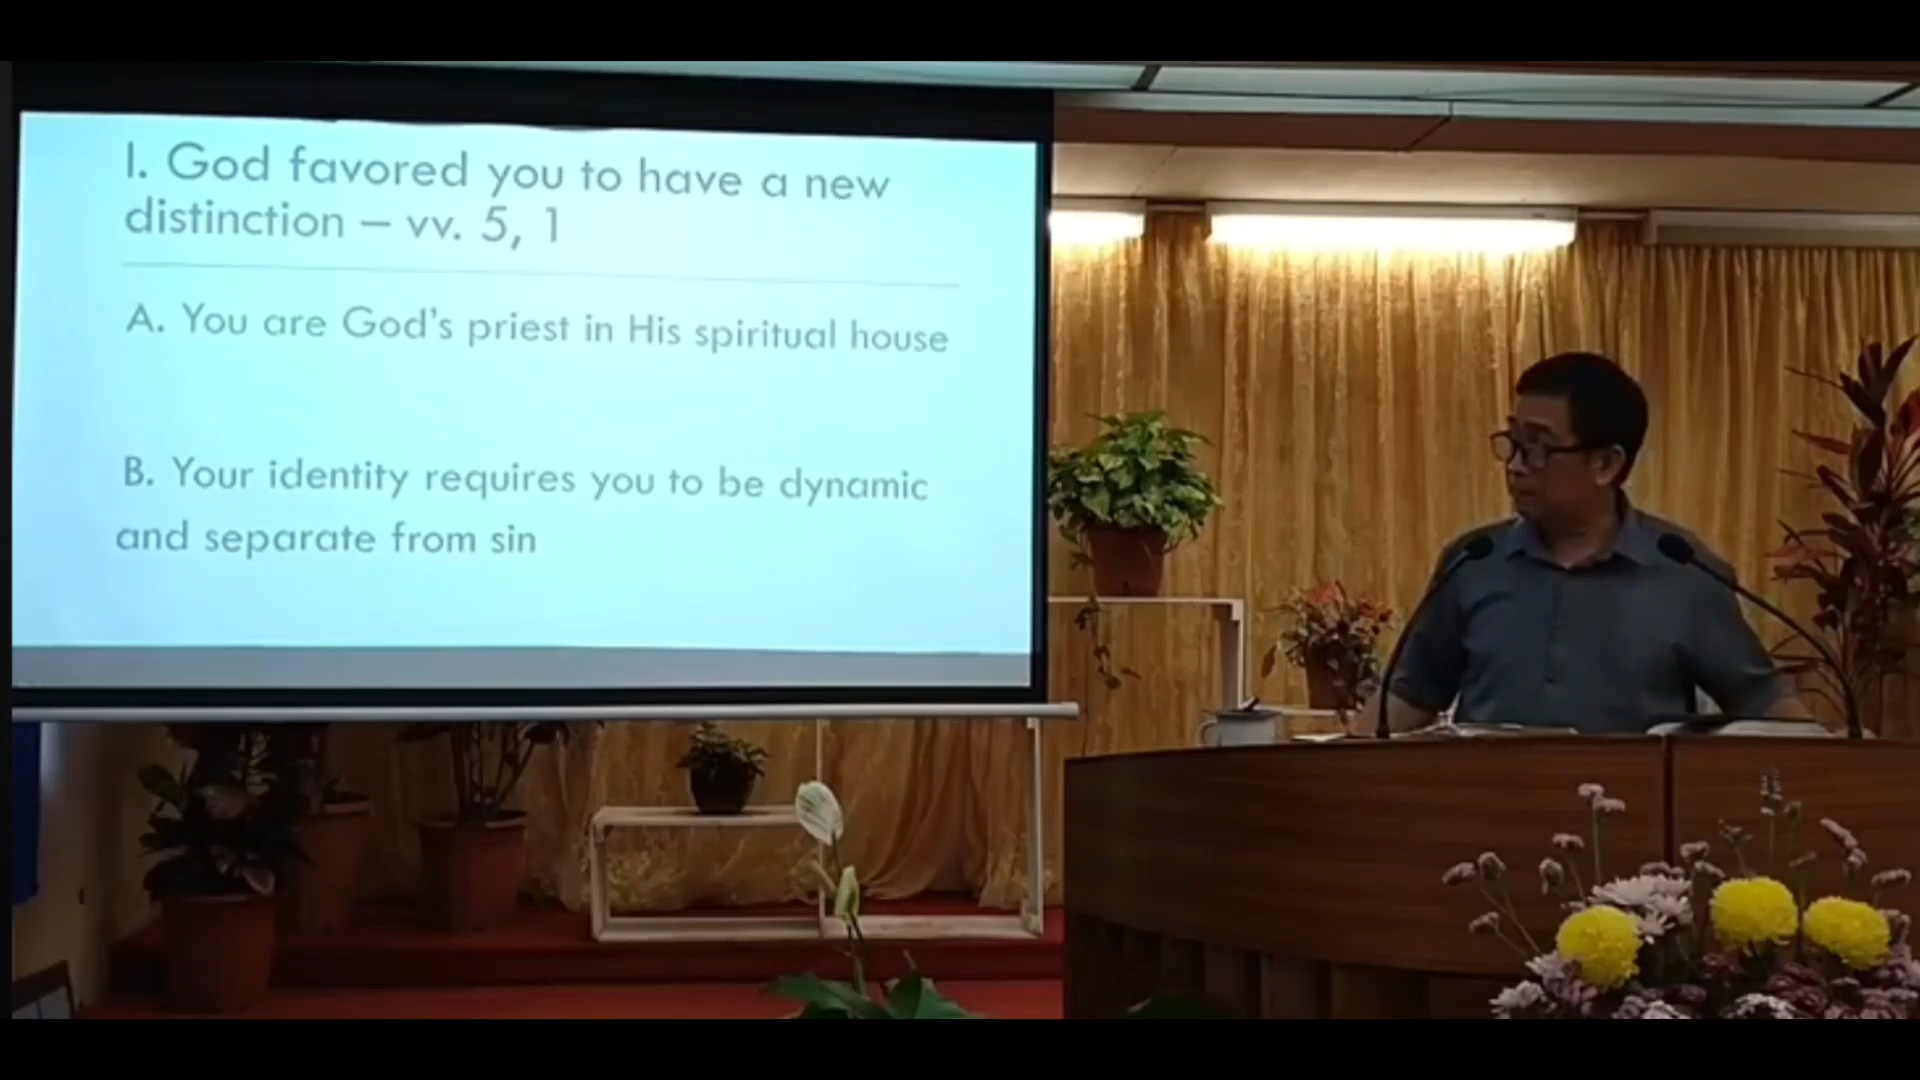 I. God favored you to have a new
distinction – vv. 5, 1
A. You are God's priest in His spiritual house
B. Your identity requires you to be dynamic
and separate from sin